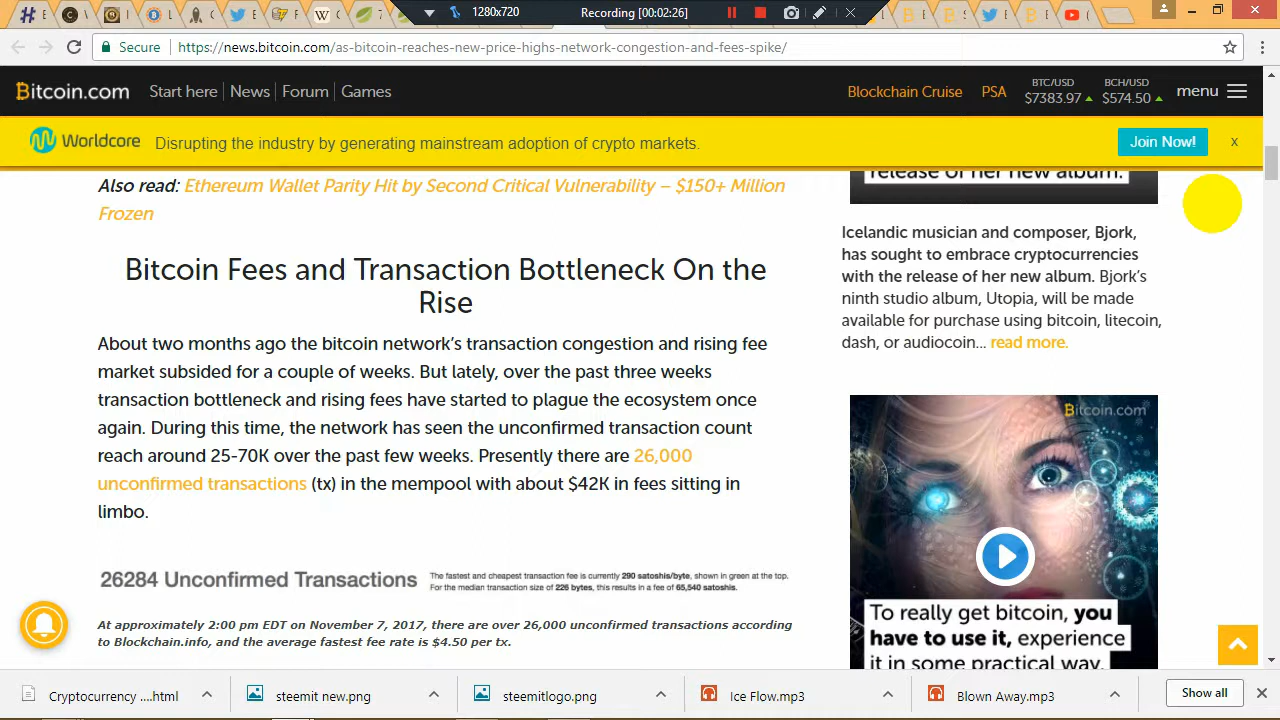 1280x720
Recording [00:02:26]
Secure
https://news.bitcoin.com/as-bitcoin-reaches-new-price-highs-network-congestion-and-fees-spike/
Bitcoin.com
Start here
News
Forum
Games
Blockchain Cruise
PSA
BTC/USD
$7383.97
BCH/USD
$574.50
menu
Worldcore
Disrupting the industry by generating mainstream adoption of crypto markets.
Join Now!
x
Also read: Ethereum Wallet Parity Hit by Second Critical Vulnerability – $150+ Million
Frozen
Bitcoin Fees and Transaction Bottleneck On the
Rise
About two months ago the bitcoin network's transaction congestion and rising fee
market subsided for a couple of weeks. But lately, over the past three weeks
transaction bottleneck and rising fees have started to plague the ecosystem once
again. During this time, the network has seen the unconfirmed transaction count
reach around 25-70K over the past few weeks. Presently there are 26,000
unconfirmed transactions (tx) in the mempool with about $42K in fees sitting in
limbo.
26284 Unconfirmed Transactions
The fastest and cheapest transaction fee is currently 290 satoshis/byte, shown in green at the top.
For the median transaction size of 226 bytes, this results in a fee of 65,540 satoshis.
At approximately 2:00 pm EDT on November 7, 2017, there are over 26,000 unconfirmed transactions according
to Blockchain.info, and the average fastest fee rate is $4.50 per tx.
release of her new album.
Icelandic musician and composer, Bjork,
has sought to embrace cryptocurrencies
with the release of her new album. Bjork's
ninth studio album, Utopia, will be made
available for purchase using bitcoin, litecoin,
dash, or audiocoin... read more.
Bitcoin.com
To really get bitcoin, you
have to use it, experience
it in some practical way.
Cryptocurrency ....html
steemit new.png
steemitlogo.png
Ice Flow.mp3
Blown Away.mp3
Show all